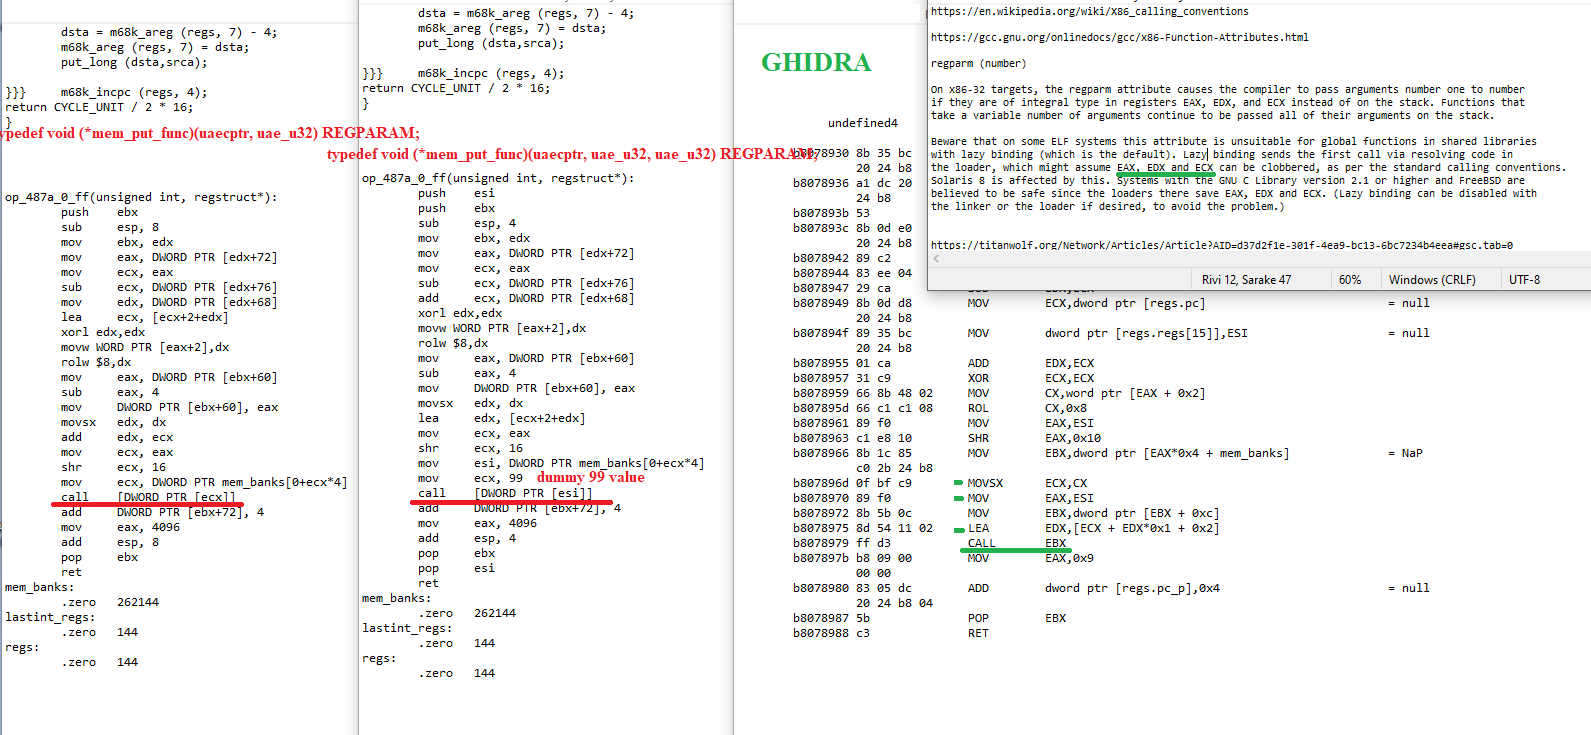 dsta = m68k_areg (regs, 7) - 4;
m68k_areg (regs, 7) = dsta;
put_long (dsta,srca);
}}} m68k_incpc (regs, 4);
return CYCLE_UNIT / 2 * 16;
}
ypedef void (*mem_put_func)(uaecptr, uae_u32) REGPARAM;
op_487a_0_ff(unsigned int, regstruct*):
push ebx
sub esp, 8
mov ebx, edx
mov eax, DWORD PTR [edx+72]
mov ecx, eax
sub ecx, DWORD PTR [edx+76]
mov edx, DWORD PTR [edx+68]
lea ecx, [ecx+2+edx]
xorl edx,edx
movw WORD PTR [eax+2],dx
rolw $8,dx
mov eax, DWORD PTR [ebx+60]
sub eax, 4
mov DWORD PTR [ebx+60], eax
movsx edx, dx
add edx, ecx
mov ecx, eax
shr ecx, 16
mov ecx, DWORD PTR mem_banks[0+ecx*4]
call [DWORD PTR [ecx]]
add DWORD PTR [ebx+72], 4
mov eax, 4096
add esp, 8
pop ebx
ret
mem_banks:
.zero 262144
lastint_regs:
.zero 144
regs:
.zero 144
dsta = m68k_areg (regs, 7) - 4;
m68k_areg (regs, 7) = dsta;
put_long (dsta,srca);
}}} m68k_incpc (regs, 4);
return CYCLE_UNIT / 2 * 16;
}
typedef void (*mem_put_func)(uaecptr, uae_u32, uae_u32) REGPARAM;
op_487a_0_ff(unsigned int, regstruct*):
push esi
push ebx
sub esp, 4
mov ebx, edx
mov eax, DWORD PTR [edx+72]
mov ecx, eax
sub ecx, DWORD PTR [edx+76]
add ecx, DWORD PTR [edx+68]
xorl edx,edx
movw WORD PTR [eax+2],dx
rolw $8,dx
mov eax, DWORD PTR [ebx+60]
sub eax, 4
mov DWORD PTR [ebx+60], eax
movsx edx, dx
lea edx, [ecx+2+edx]
mov ecx, eax
shr ecx, 16
mov esi, DWORD PTR mem_banks[0+ecx*4]
mov ecx, 99 dummy 99 value
call [DWORD PTR [esi]]
add DWORD PTR [ebx+72], 4
mov eax, 4096
add esp, 4
pop ebx
pop esi
ret
mem_banks:
.zero 262144
lastint_regs:
.zero 144
regs:
.zero 144
GHIDRA
undefined4
b8078930 8b 35 bc
20 24 b8
b8078936 a1 dc 20
24 b8
b807893b 53
b807893c 8b 0d e0
20 24 b8
b8078942 89 c2
b8078944 83 ee 04
b8078947 29 ca
b8078949 8b 0d d8 MOV ECX,dword ptr [regs.pc] = null
20 24 b8
b807894f 89 35 bc MOV dword ptr [regs.regs[15]],ESI = null
20 24 b8
b8078955 01 ca ADD EDX,ECX
b8078957 31 c9 XOR ECX,ECX
b8078959 66 8b 48 02 MOV CX,word ptr [EAX + 0x2]
b807895d 66 c1 c1 08 ROL CX,0x8
b8078961 89 f0 MOV EAX,ESI
b8078963 c1 e8 10 SHR EAX,0x10
b8078966 8b 1c 85 MOV EBX,dword ptr [EAX*0x4 + mem_banks] = NaP
c0 2b 24 b8
b807896d 0f bf c9 MOVSX ECX,CX
b8078970 89 f0 MOV EAX,ESI
b8078972 8b 5b 0c MOV EBX,dword ptr [EBX + 0xc]
b8078975 8d 54 11 02 LEA EDX,[ECX + EDX*0x1 + 0x2]
b8078979 ff d3 CALL EBX
b807897b b8 09 00 MOV EAX,0x9
00 00
b8078980 83 05 dc ADD dword ptr [regs.pc_p],0x4 = null
20 24 b8 04
b8078987 5b POP EBX
b8078988 c3 RET
https://en.wikipedia.org/wiki/X86_calling_conventions
https://gcc.gnu.org/onlinedocs/gcc/x86-Function-Attributes.html
regparm (number)
On x86-32 targets, the regparm attribute causes the compiler to pass arguments number one to number
if they are of integral type in registers EAX, EDX, and ECX instead of on the stack. Functions that
take a variable number of arguments continue to be passed all of their arguments on the stack.
Beware that on some ELF systems this attribute is unsuitable for global functions in shared libraries
with lazy binding (which is the default). Lazy binding sends the first call via resolving code in
the loader, which might assume EAX, EDX and ECX can be clobbered, as per the standard calling conventions.
Solaris 8 is affected by this. Systems with the GNU C Library version 2.1 or higher and FreeBSD are
believed to be safe since the loaders there save EAX, EDX and ECX. (Lazy binding can be disabled with
the linker or the loader if desired, to avoid the problem.)
https://titanwolf.org/Network/Articles/Article?AID=d37d2f1e-301f-4ea9-bc13-6bc7234b4eea#gsc.tab=0
Rivi 12, Sarake 47 60% Windows (CRLF) UTF-8